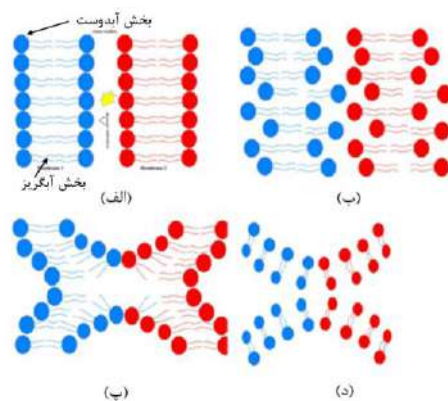 بخش آبدوست
بخش آبگریز
(الف)
(ب)
(پ)
(د)